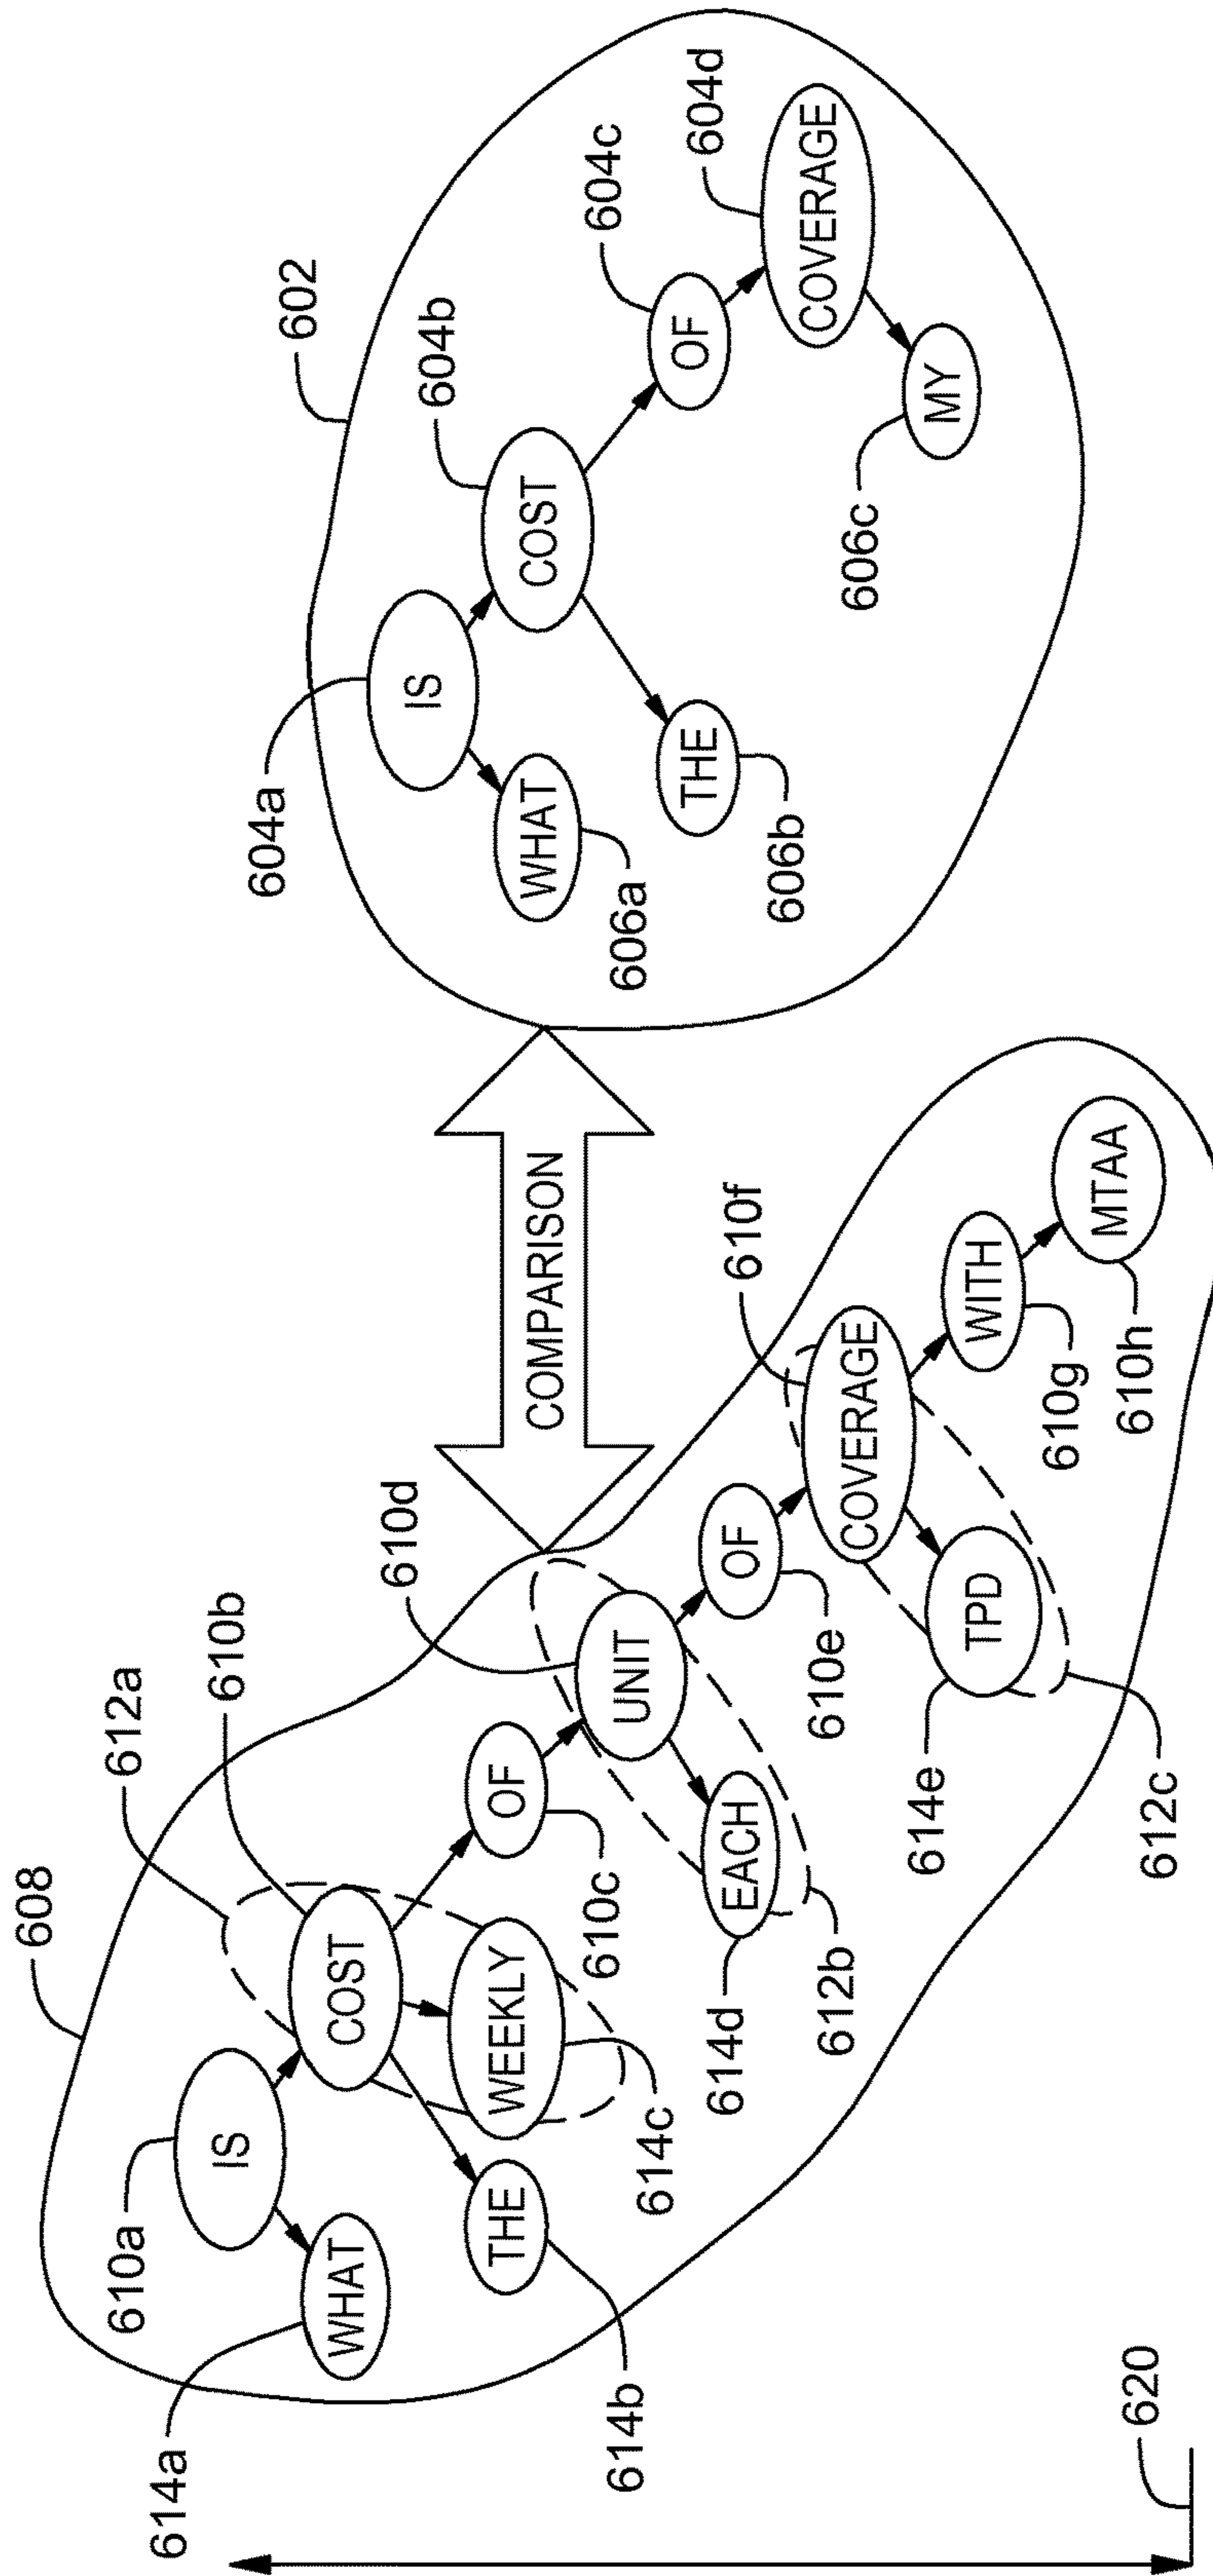 608
612a
610b
610a
IS
COST
WHAT
614a
WEEKLY
THE
614b
614c
OF
610c
610d
UNIT
EACH
614d
612b
OF
610e
610f
COVERAGE
TPD
614e
612c
WITH
610g
MTAA
610h
620
COMPARISON
602
604a
IS
604b
COST
WHAT
606a
THE
606b
604c
OF
604d
COVERAGE
MY
606c